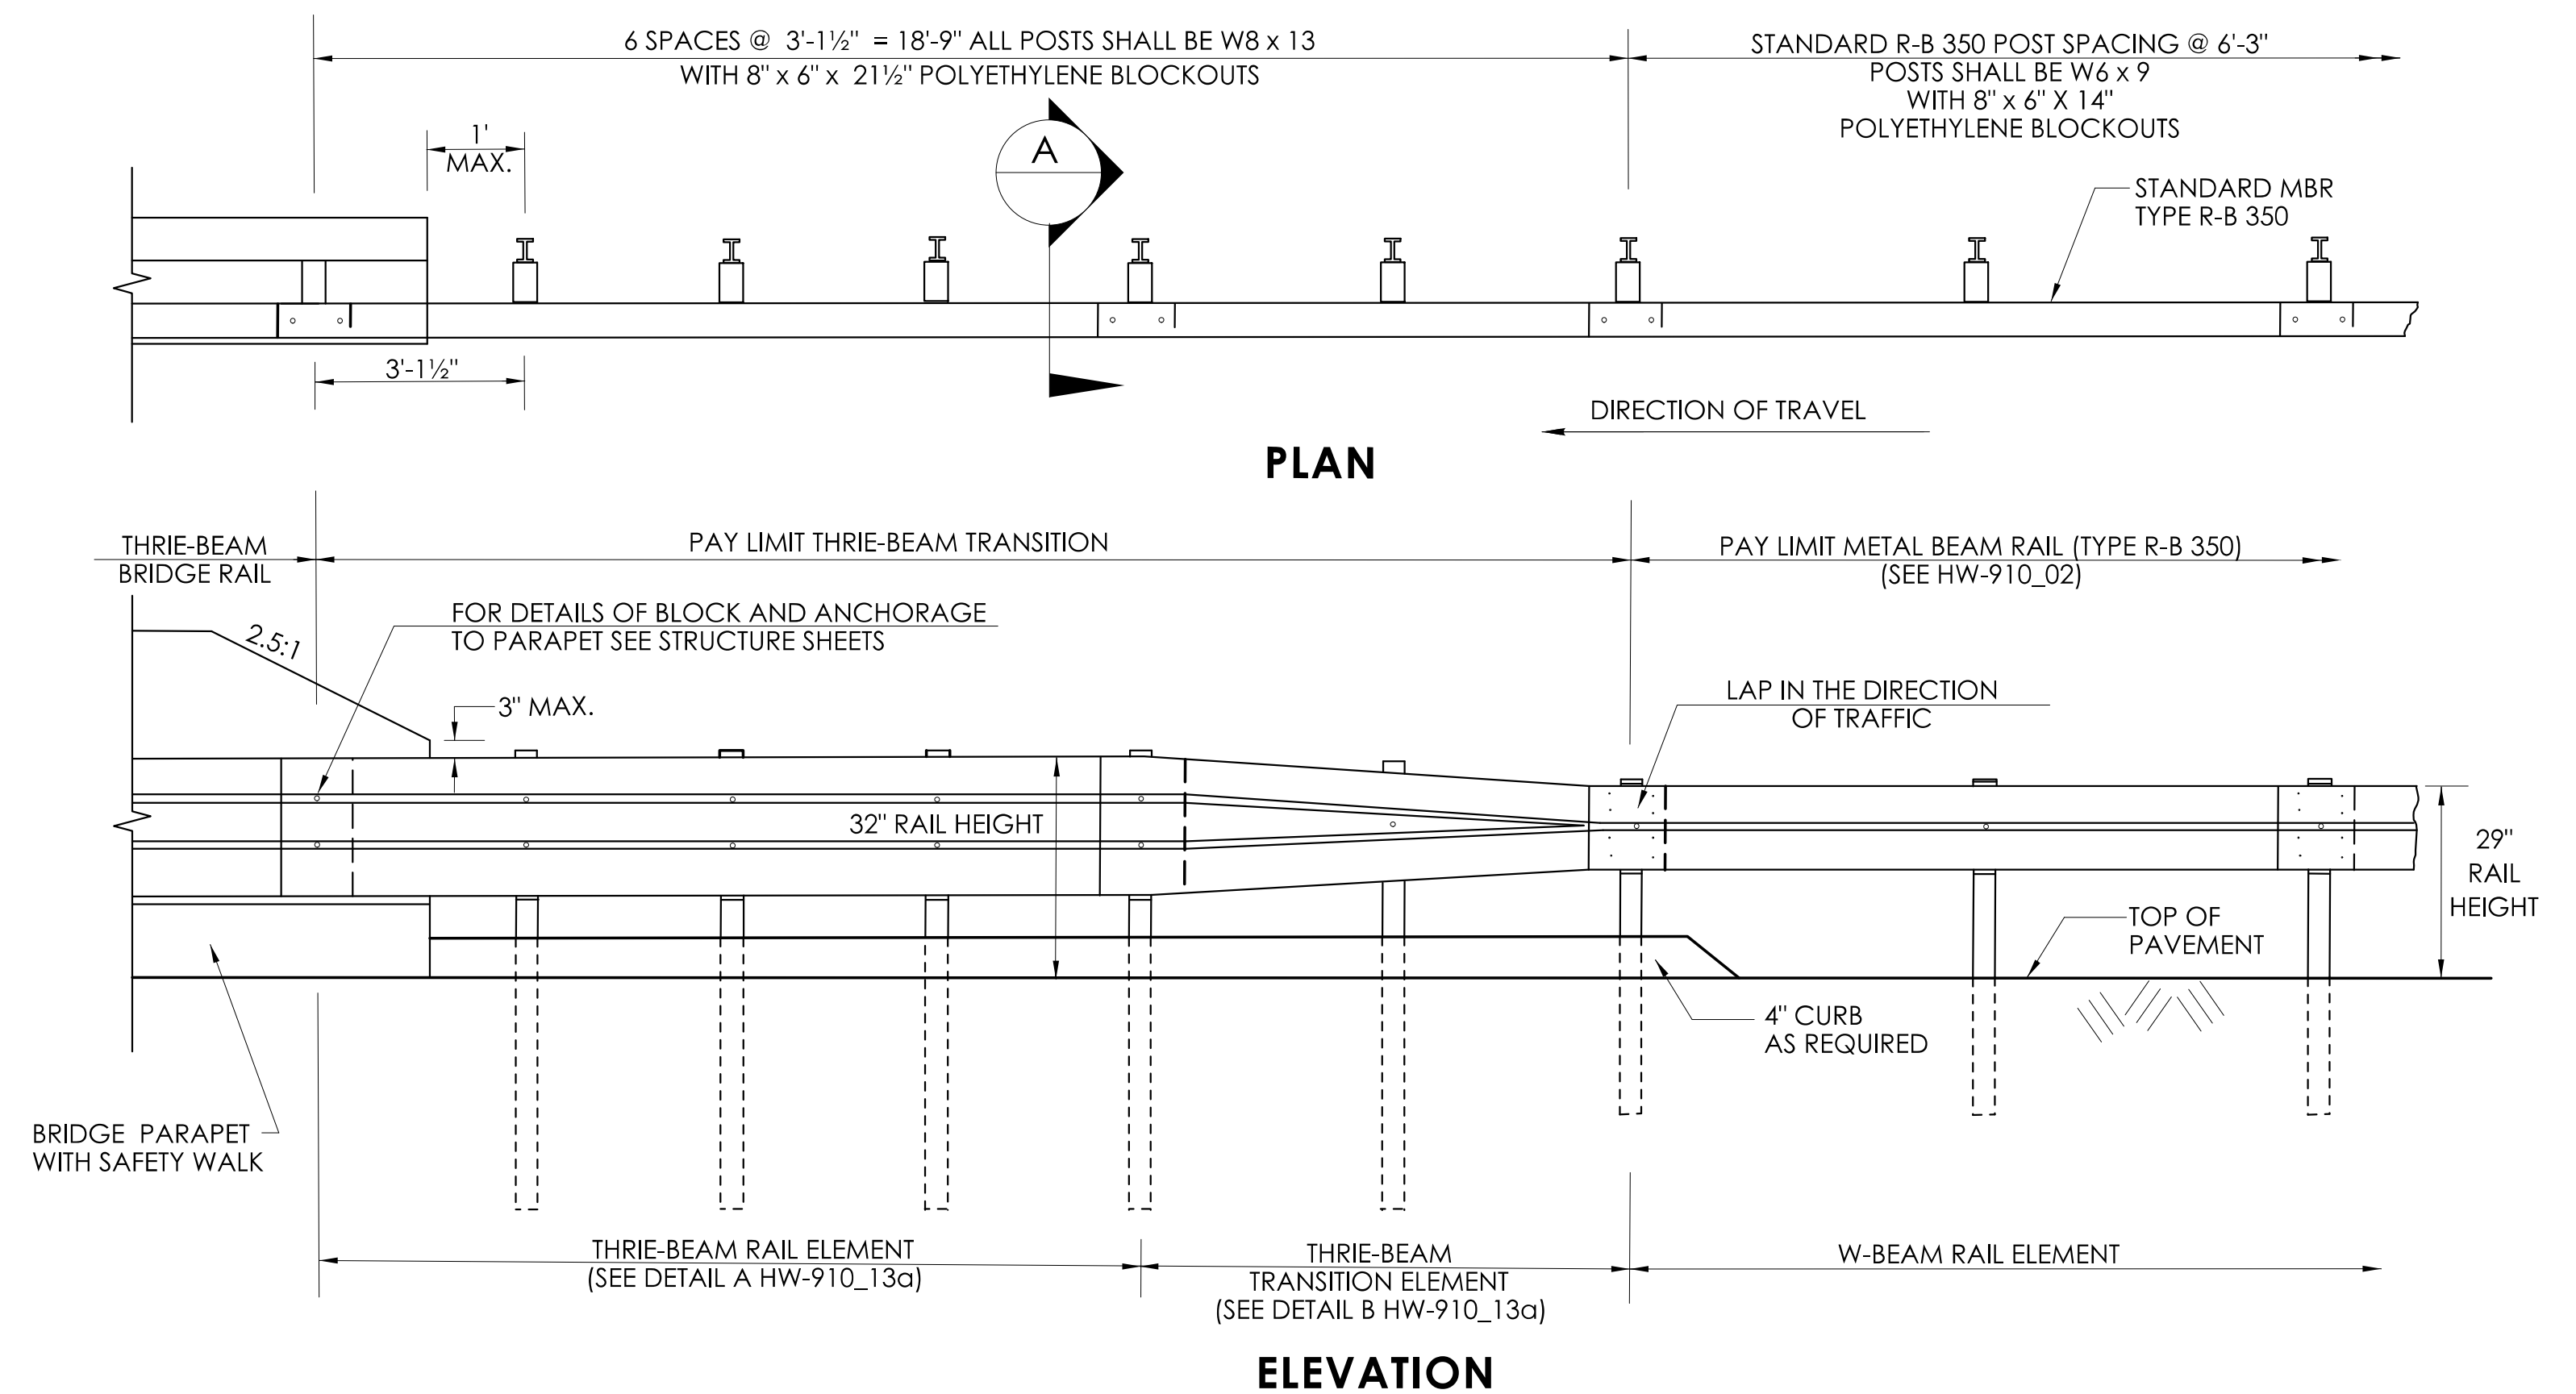 6 SPACES @ 3'-1½" = 18'-9" ALL POSTS SHALL BE W8 x 13
WITH 8" x 6" x 21½" POLYETHYLENE BLOCKOUTS
STANDARD R-B 350 POST SPACING @ 6'-3"
POSTS SHALL BE W6 x 9
WITH 8" x 6" X 14"
POLYETHYLENE BLOCKOUTS
1'
MAX.
A
STANDARD MBR
TYPE R-B 350
3'-1½"
DIRECTION OF TRAVEL
PLAN
THRIE-BEAM
BRIDGE RAIL
PAY LIMIT THRIE-BEAM TRANSITION
PAY LIMIT METAL BEAM RAIL (TYPE R-B 350)
(SEE HW-910_02)
FOR DETAILS OF BLOCK AND ANCHORAGE
TO PARAPET SEE STRUCTURE SHEETS
2.5:1
3" MAX.
LAP IN THE DIRECTION
OF TRAFFIC
32" RAIL HEIGHT
29"
RAIL
HEIGHT
TOP OF
PAVEMENT
4" CURB
AS REQUIRED
BRIDGE PARAPET
WITH SAFETY WALK
THRIE-BEAM RAIL ELEMENT
(SEE DETAIL A HW-910_13a)
THRIE-BEAM
TRANSITION ELEMENT
(SEE DETAIL B HW-910_13a)
W-BEAM RAIL ELEMENT
ELEVATION